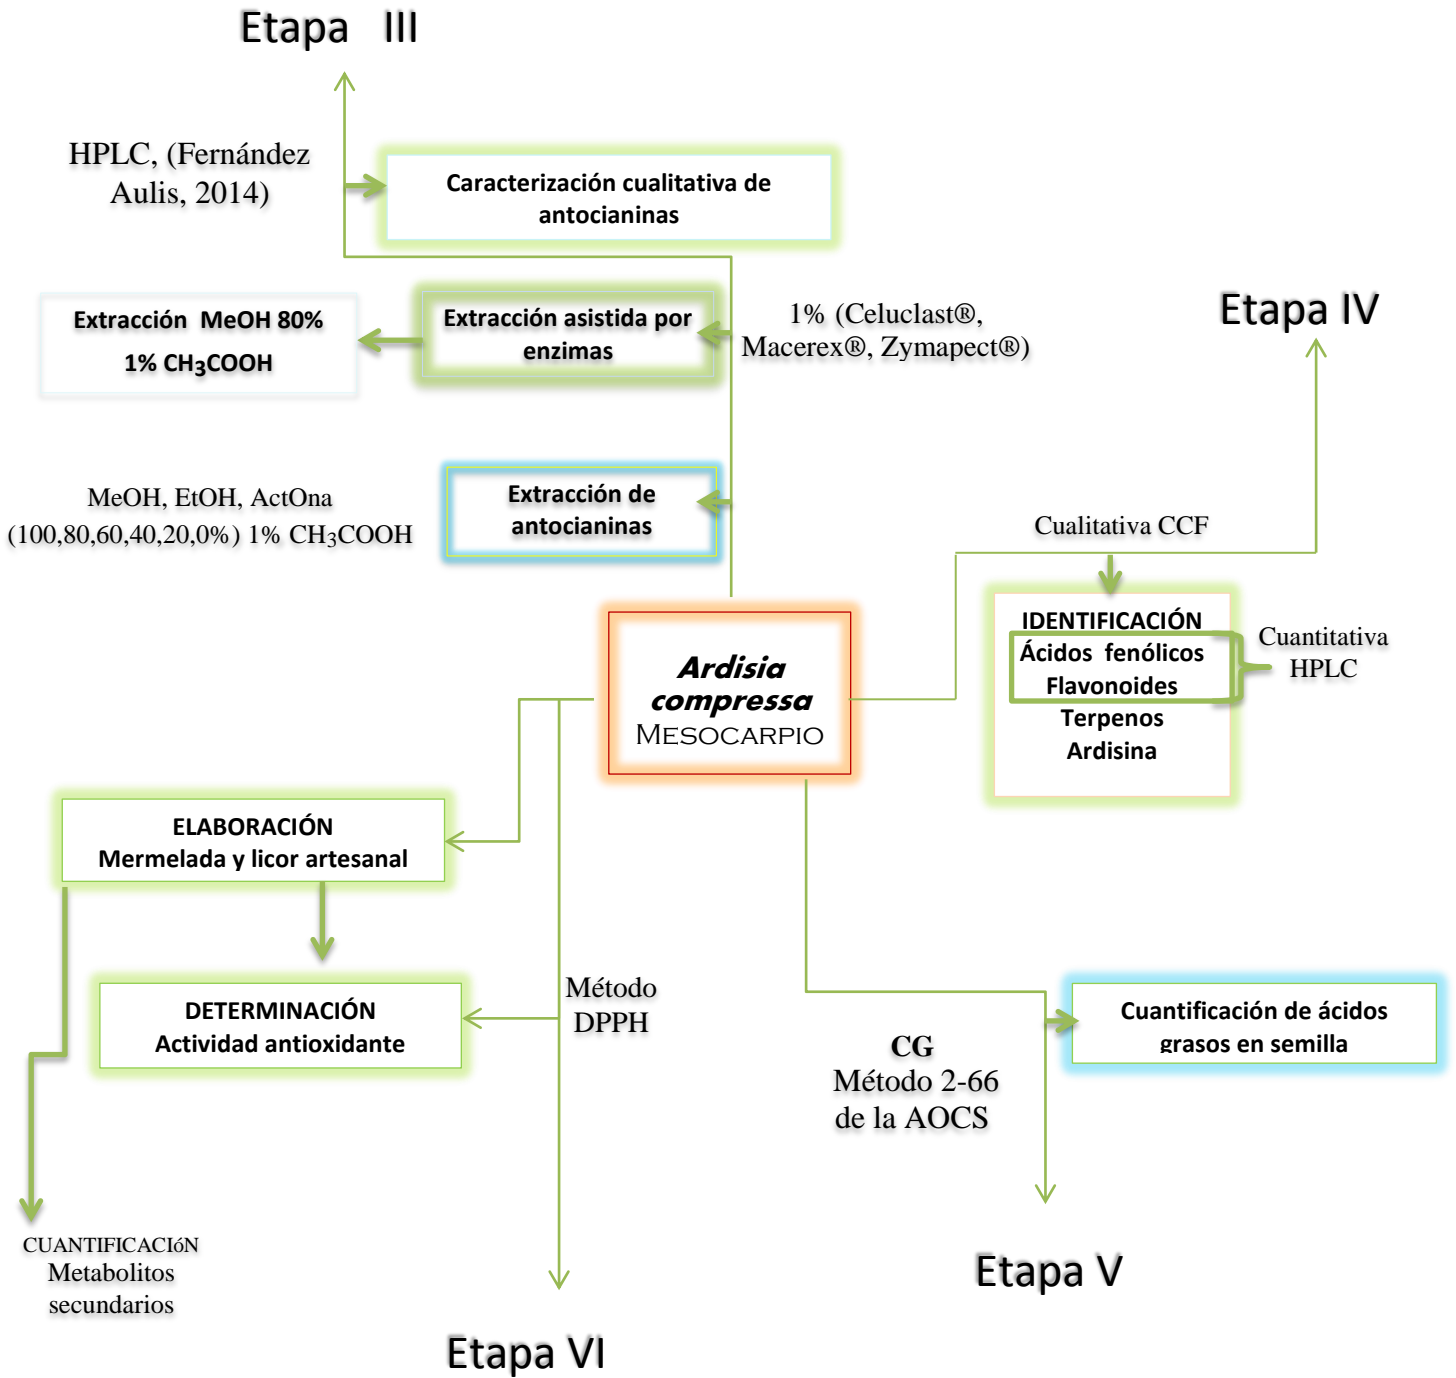 Etapa III
HPLC, (Fernández
Aulis, 2014)
Caracterización cualitativa de
antocianinas
Extracción MeOH 80%
1% CH3COOH
Extracción asistida por
enzimas
1% (Celuclast®,
Macerex®, Zymapect®)
Etapa IV
MeOH, EtOH, ActOna
(100,80,60,40,20,0%) 1% CH3COOH
Extracción de
antocianinas
Cualitativa CCF
IDENTIFICACIÓN
Ácidos fenólicos
Flavonoides
Terpenos
Ardisina
Cuantitativa
HPLC
Ardisia
compressa
MESOCARPIO
ELABORACIÓN
Mermelada y licor artesanal
DETERMINACIÓN
Actividad antioxidante
Método
DPPH
CG
Método 2-66
de la AOCS
Cuantificación de ácidos
grasos en semilla
CUANTIFICACIóN
Metabolitos
secundarios
Etapa V
Etapa VI